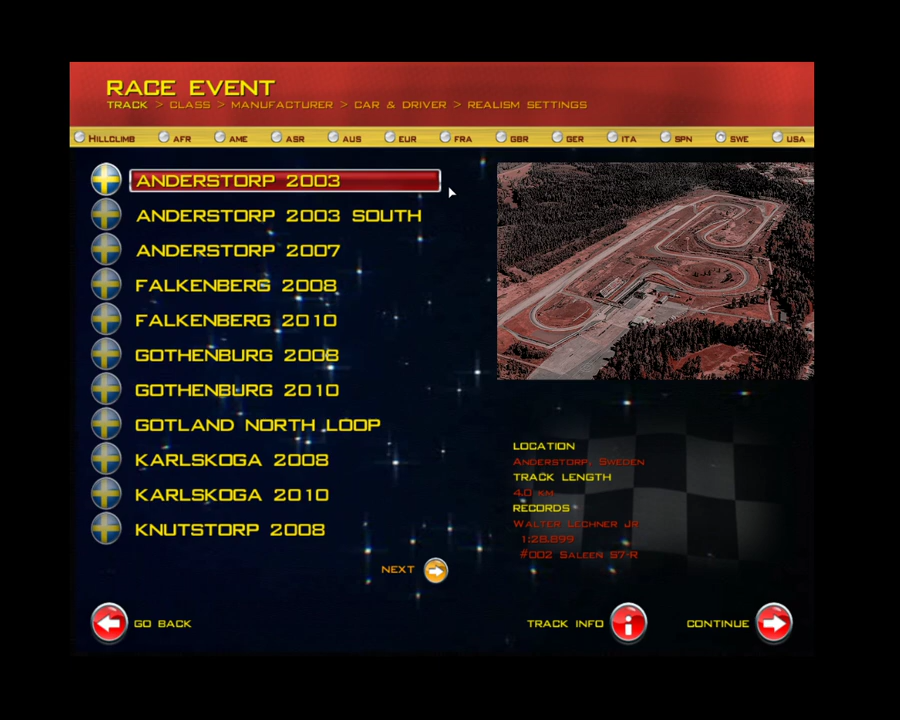 RACE EVENT
TRACK > CLASS > MANUFACTURER > CAR & DRIVER > REALISM SETTINGS
HILLCLIMB AFR AME ASR AUS EUR FRA GBR GER ITA SPN SWE USA
ANDERSTORP 2003
ANDERSTORP 2003 SOUTH
ANDERSTORP 2007
FALKENBERG 2008
FALKENBERG 2010
GOTHENBURG 2008
GOTHENBURG 2010
GOTLAND NORTH LOOP
KARLSKOGA 2008
KARLSKOGA 2010
KNUTSTORP 2008
NEXT
LOCATION
ANDERSTORP, SWEDEN
TRACK LENGTH
4.0 KM
RECORDS
WALTER LECHNER JR
1:28.899
#002 SALEEN S7-R
GO BACK
TRACK INFO
CONTINUE